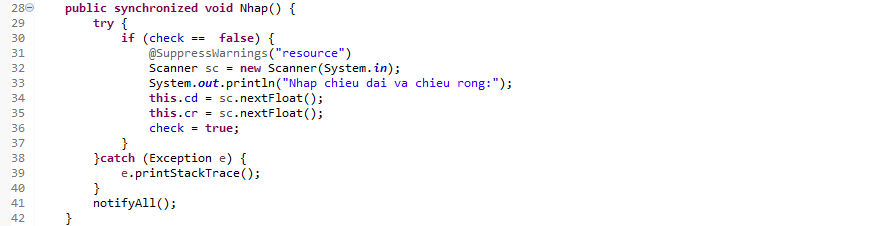 28 public synchronized void Nhap() {
29 try {
30 if (check ==  false) {
31 @SuppressWarnings("resource")
32 Scanner sc = new Scanner(System.in);
33 System.out.println("Nhap chieu dai va chieu rong:");
34 this.cd = sc.nextFloat();
35 this.cr = sc.nextFloat();
36 check = true;
37 }
38 }catch (Exception e) {
39 e.printStackTrace();
40 }
41 notifyAll();
42 }